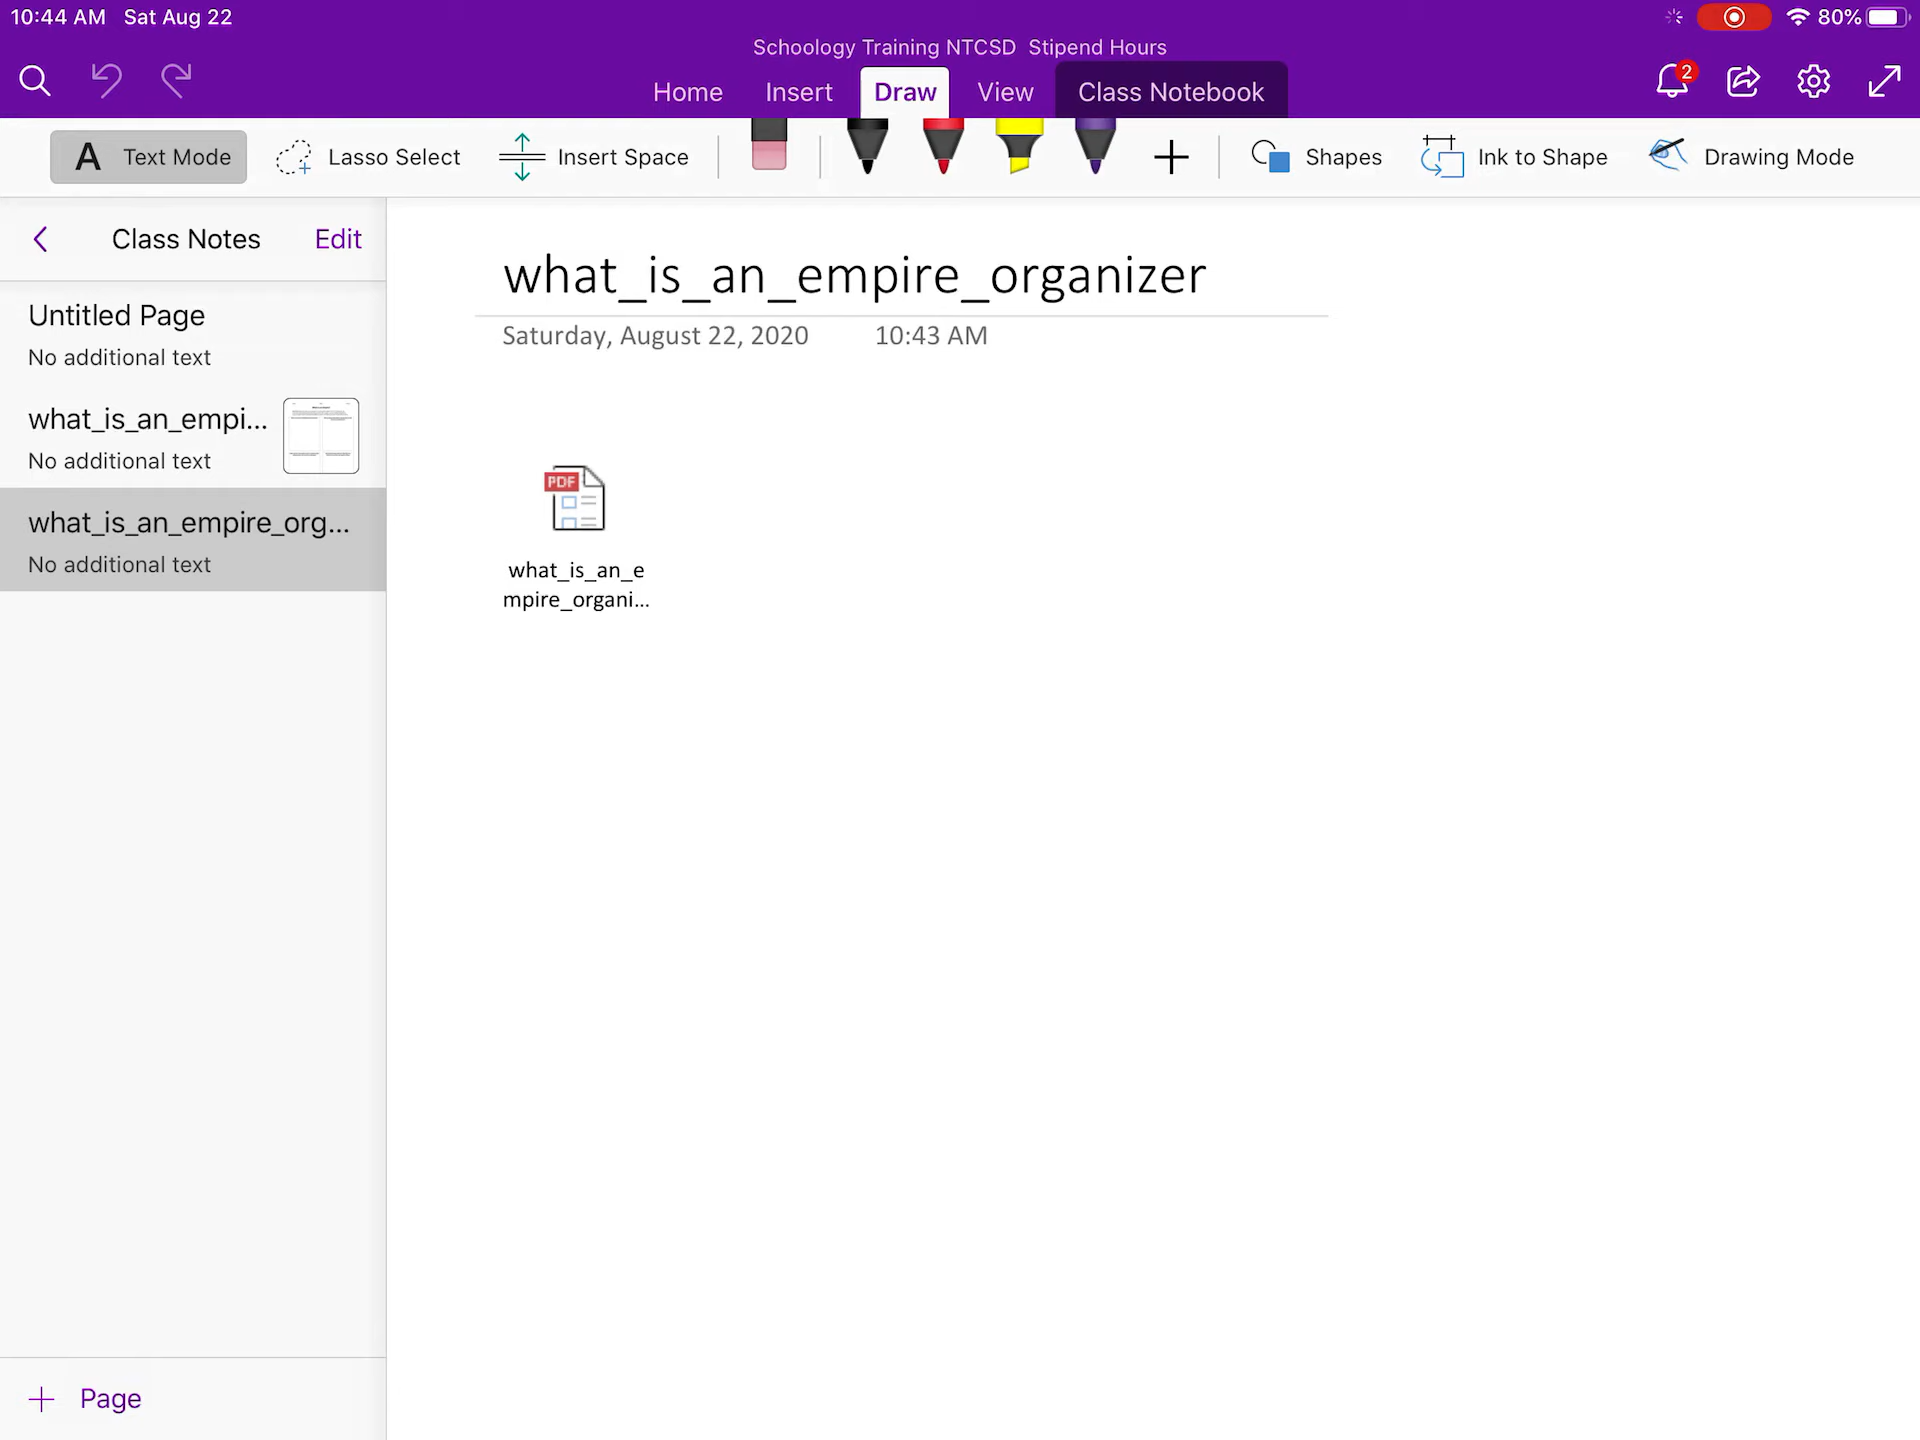 10:44 AM Sat Aug 22
80%
Schoology Training NTCSD Stipend Hours
Home Insert Draw View Class Notebook
2
A Text Mode Lasso Select Insert Space Shapes Ink to Shape Drawing Mode
Class Notes Edit
Untitled Page
No additional text
what_is_an_empi...
No additional text
what_is_an_empire_org...
No additional text
Page
what_is_an_empire_organizer
Saturday, August 22, 2020 10:43 AM
PDF
what_is_an_e
mpire_organi...